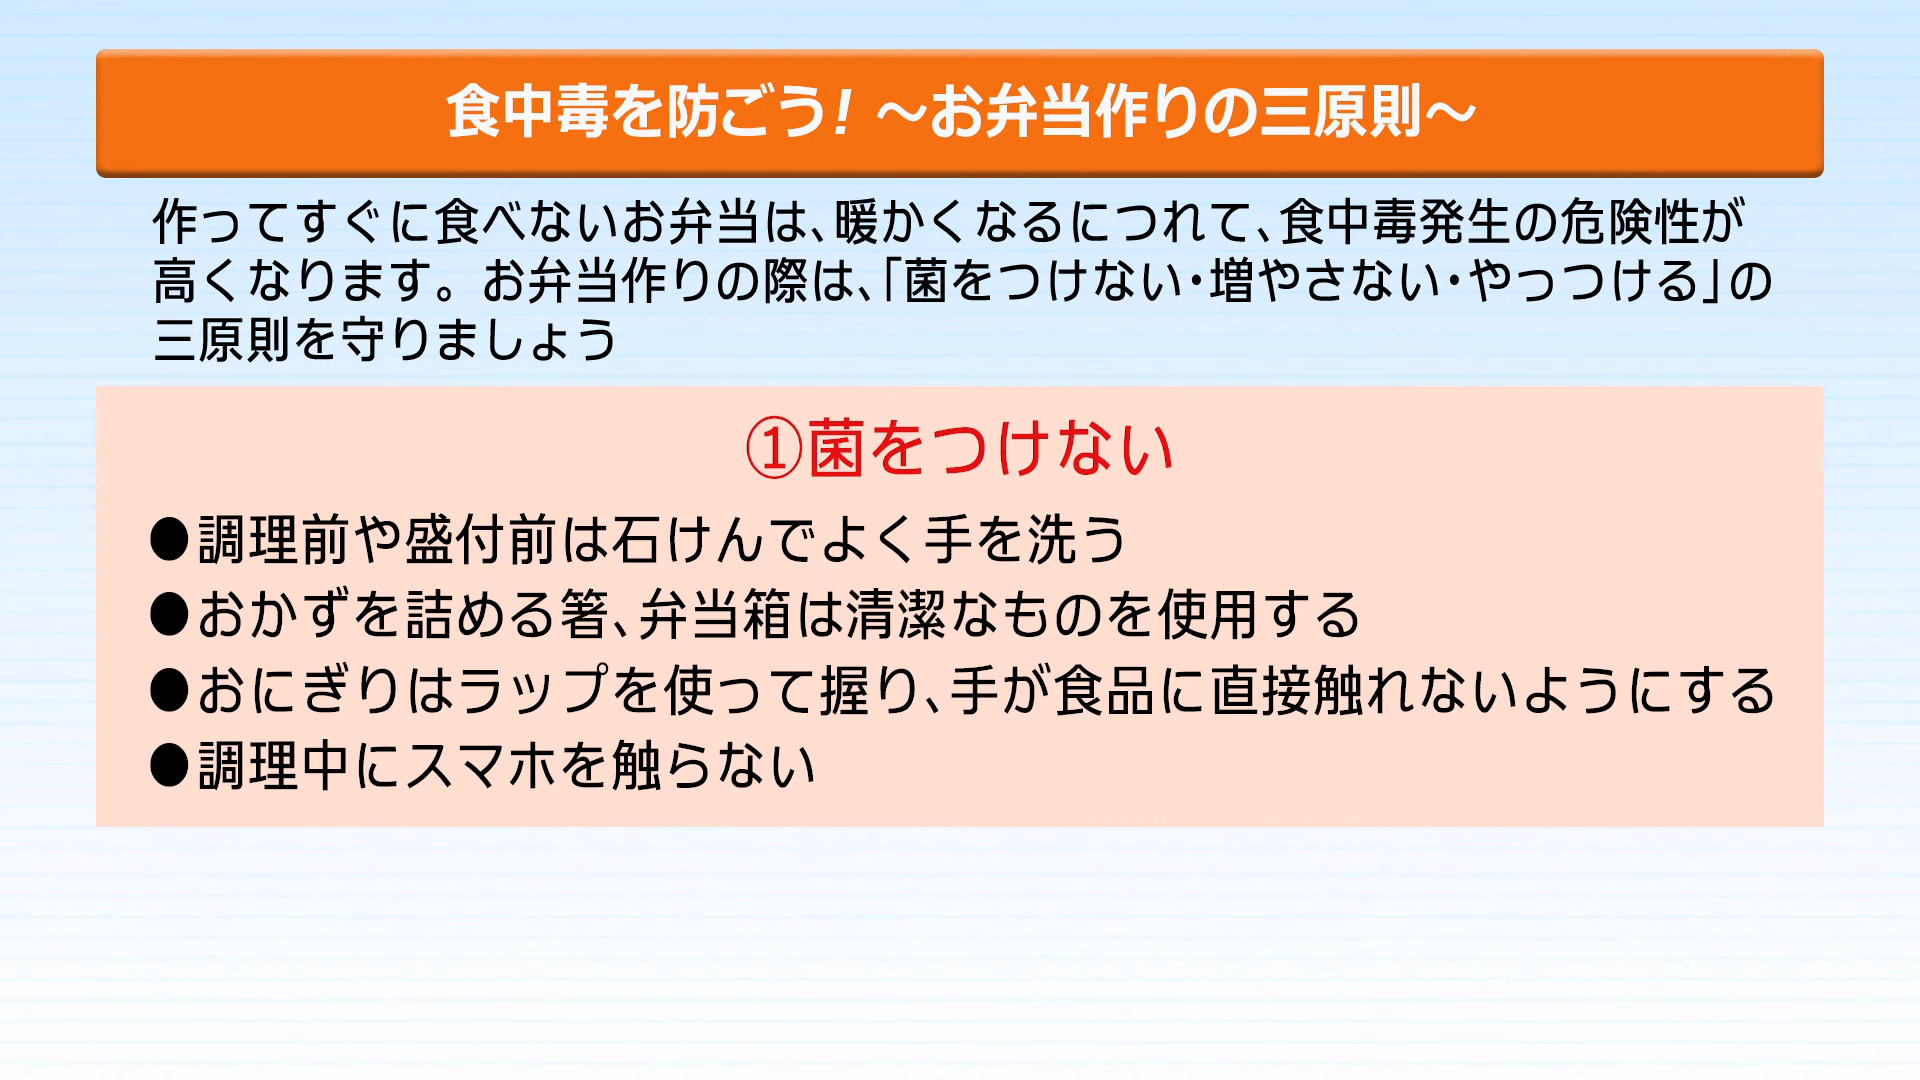 食中毒を防ごう! ～お弁当作りの三原則～
作ってすぐに食べないお弁当は、暖かくなるにつれて、食中毒発生の危険性が
高くなります。お弁当作りの際は、「菌をつけない・増やさない・やっつける」の
三原則を守りましょう
①菌をつけない
●調理前や盛付前は石けんでよく手を洗う
●おかずを詰める箸、弁当箱は清潔なものを使用する
●おにぎりはラップを使って握り、手が食品に直接触れないようにする
●調理中にスマホを触らない